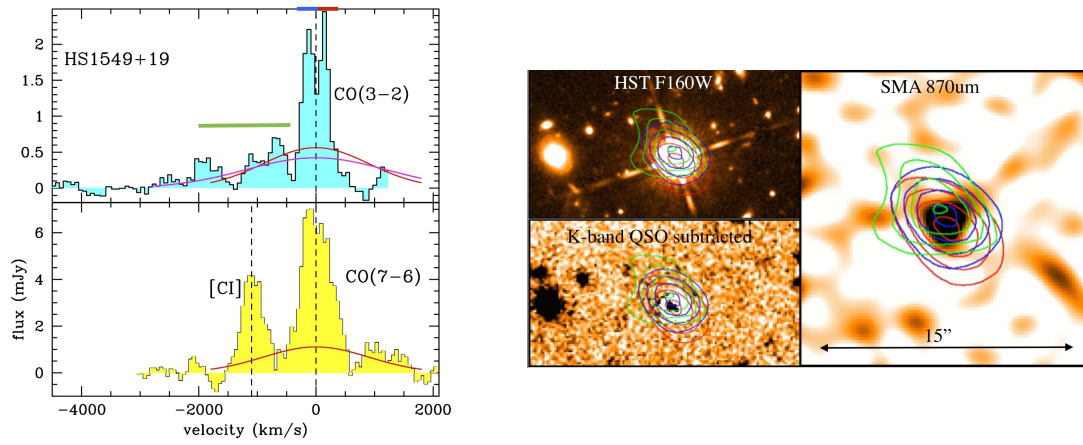 HS1549+19
CO(3−2)
2
1.5
1
0.5
0
[CI]
CO(7−6)
6
4
2
0
flux (mJy)
−4000
−2000
0
2000
velocity (km/s)
HST F160W
K-band QSO subtracted
SMA 870um
15”